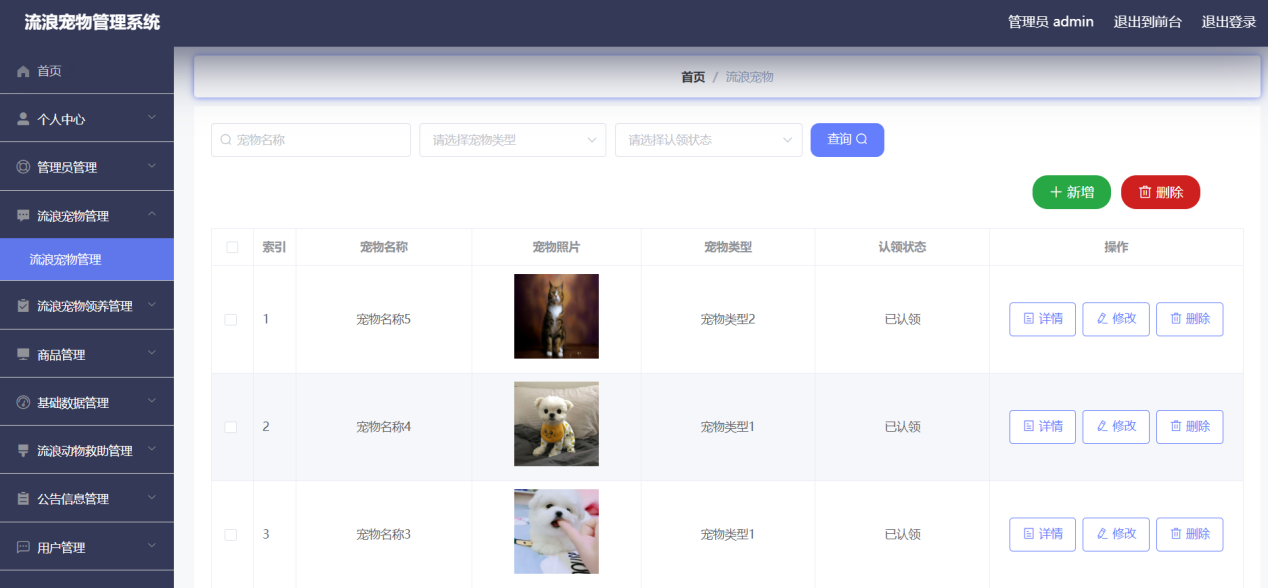 流浪宠物管理系统
管理员 admin 退出到前台 退出登录
首页
个人中心
管理员管理
流浪宠物管理
流浪宠物管理
流浪宠物领养管理
商品管理
基础数据管理
流浪动物救助管理
公告信息管理
用户管理
首页 / 流浪宠物
宠物名称 请选择宠物类型 请选择认领状态 查询
新增 删除
索引 宠物名称 宠物照片 宠物类型 认领状态 操作
1 宠物名称5 宠物类型2 已认领 详情 修改 删除
2 宠物名称4 宠物类型1 已认领 详情 修改 删除
3 宠物名称3 宠物类型1 已认领 详情 修改 删除